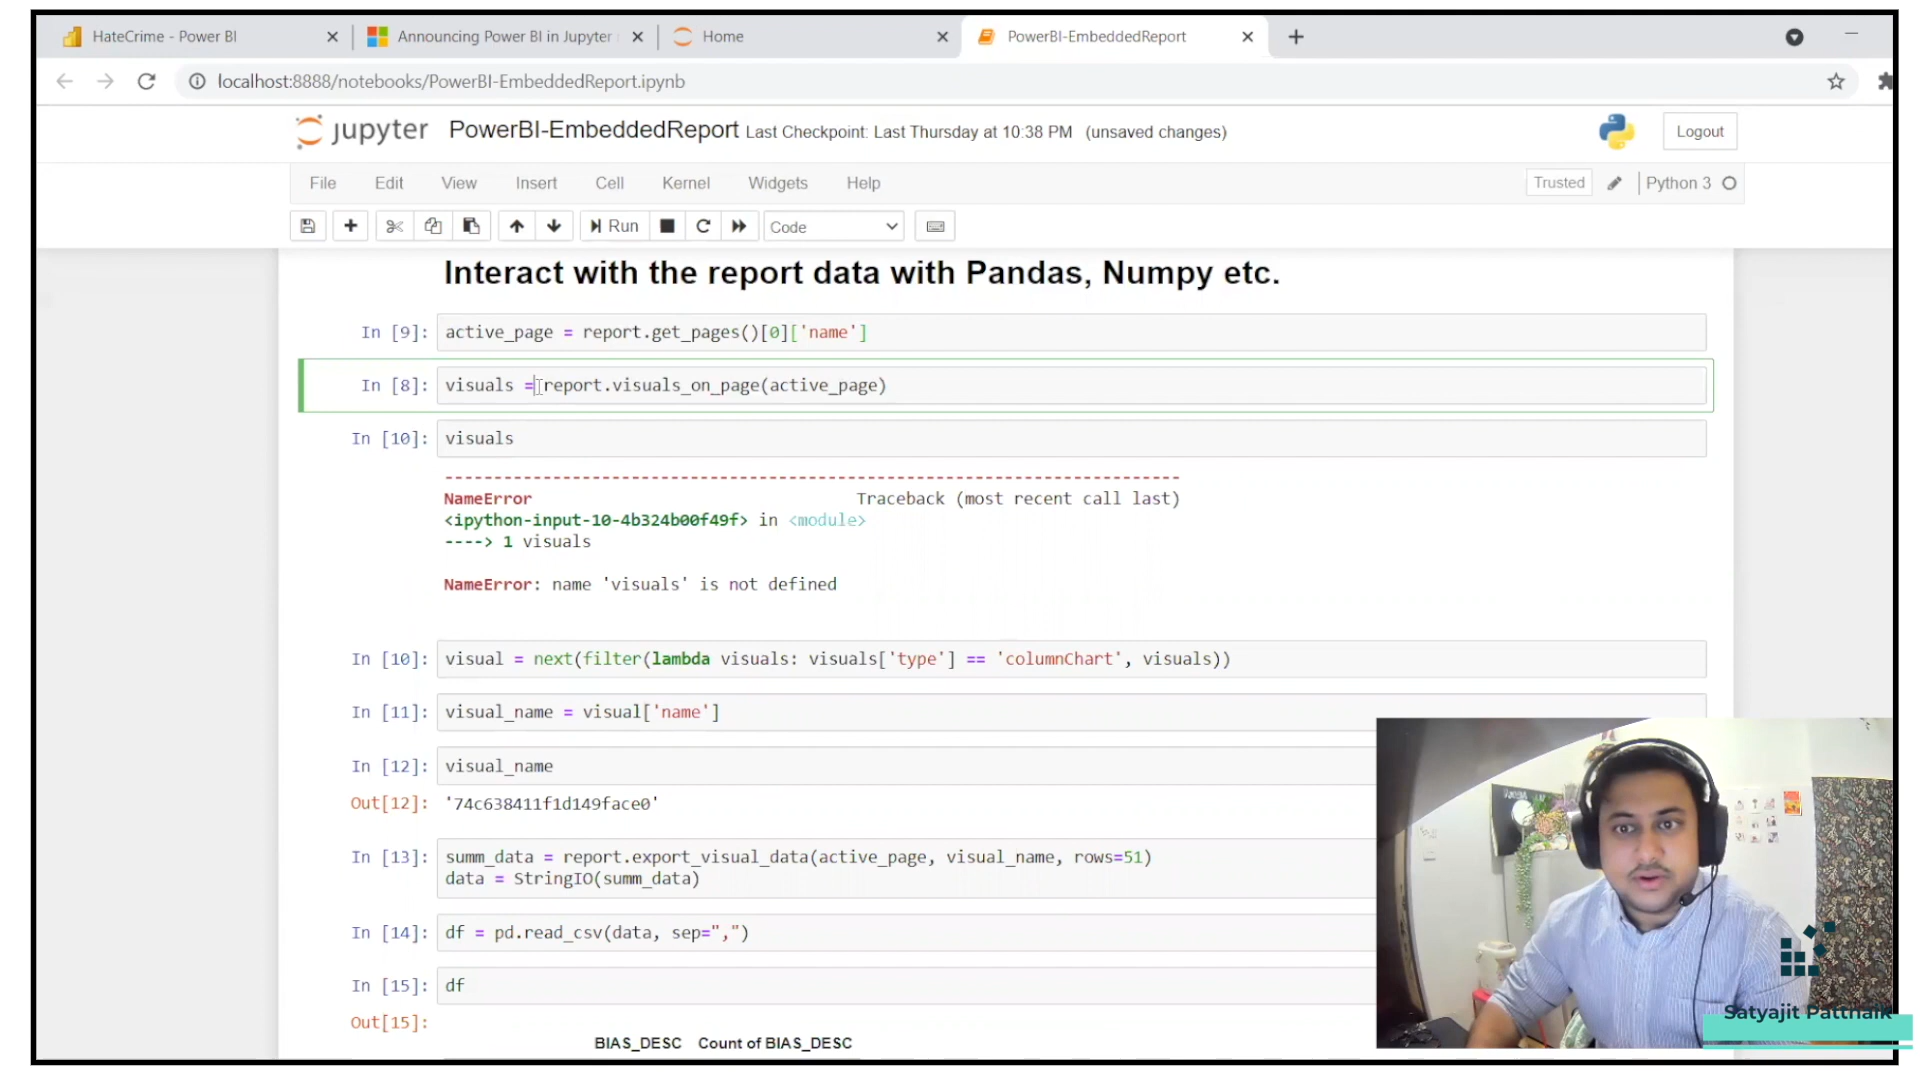 HateCrime - Power BI
Announcing Power BI in Jupyter
Home
PowerBI-EmbeddedReport
localhost:8888/notebooks/PowerBI-EmbeddedReport.ipynb
jupyter PowerBI-EmbeddedReport Last Checkpoint: Last Thursday at 10:38 PM (unsaved changes)
Logout
File Edit View Insert Cell Kernel Widgets Help
Trusted
Python 3
Run
Code
Interact with the report data with Pandas, Numpy etc.
In [9]: active_page = report.get_pages()[0]['name']
In [8]: visuals = report.visuals_on_page(active_page)
In [10]: visuals
---------------------------------------------------------------------------
NameError Traceback (most recent call last)
<ipython-input-10-4b324b00f49f> in <module>
----> 1 visuals
NameError: name 'visuals' is not defined
In [10]: visual = next(filter(lambda visuals: visuals['type'] == 'columnChart', visuals))
In [11]: visual_name = visual['name']
In [12]: visual_name
Out[12]: '74c638411f1d149face0'
In [13]: summ_data = report.export_visual_data(active_page, visual_name, rows=51)
data = StringIO(summ_data)
In [14]: df = pd.read_csv(data, sep=",")
In [15]: df
Out[15]:
BIAS_DESC Count of BIAS_DESC
Satyajit Pattnaik